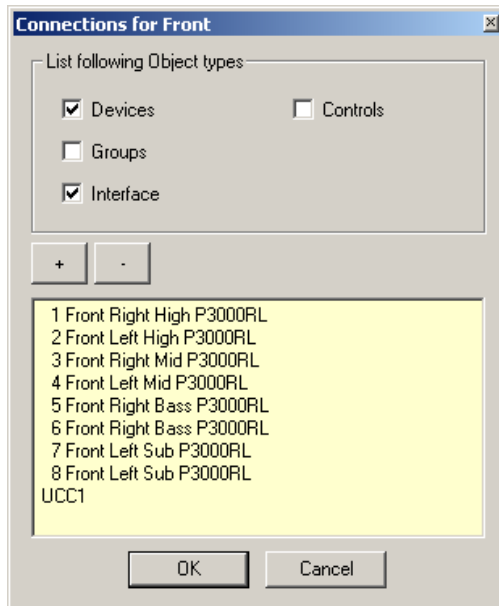 Connections for Front
List following Object types
Devices
Controls
Groups
Interface
+ -
1 Front Right High P3000RL
2 Front Left High P3000RL
3 Front Right Mid P3000RL
4 Front Left Mid P3000RL
5 Front Right Bass P3000RL
6 Front Right Bass P3000RL
7 Front Left Sub P3000RL
8 Front Left Sub P3000RL
UCC1
OK Cancel